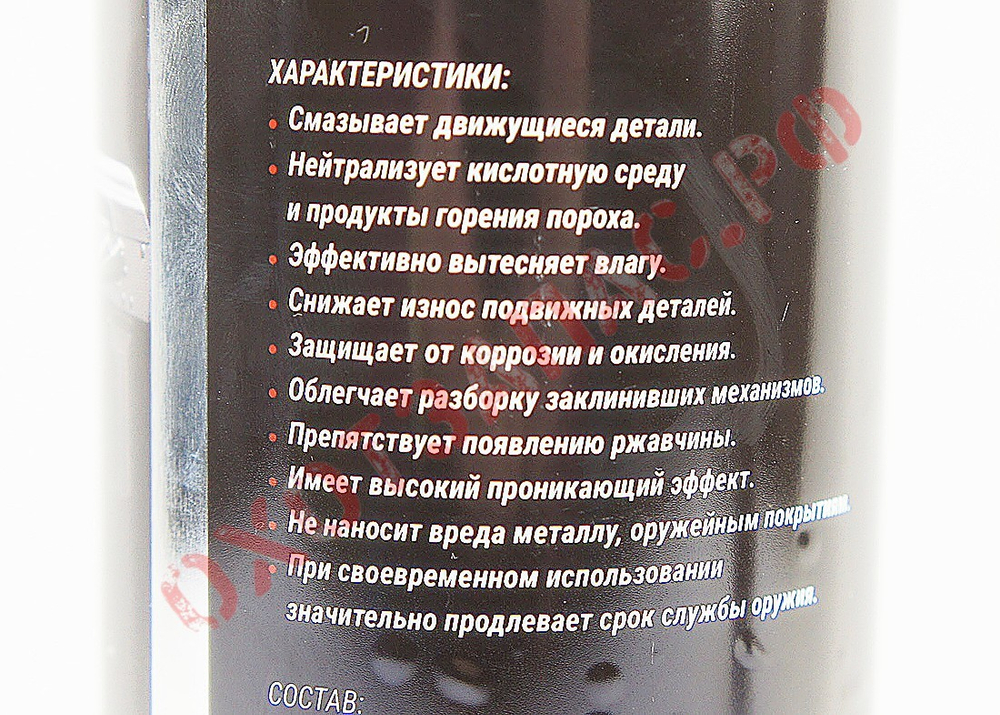 ХАРАКТЕРИСТИКИ:
• Смазывает движущиеся детали.
• Нейтрализует кислотную среду
и продукты горения пороха.
• Эффективно вытесняет влагу.
• Снижает износ подвижных деталей.
• Защищает от коррозии и окисления.
• Облегчает разборку заклинивших механизмов.
• Препятствует появлению ржавчины.
• Имеет высокий проникающий эффект.
• Не наносит вреда металлу, оружейным покрытиям.
• При своевременном использовании
значительно продлевает срок службы оружия.
СОСТАВ:
ОХОТЗАПАС.РФ